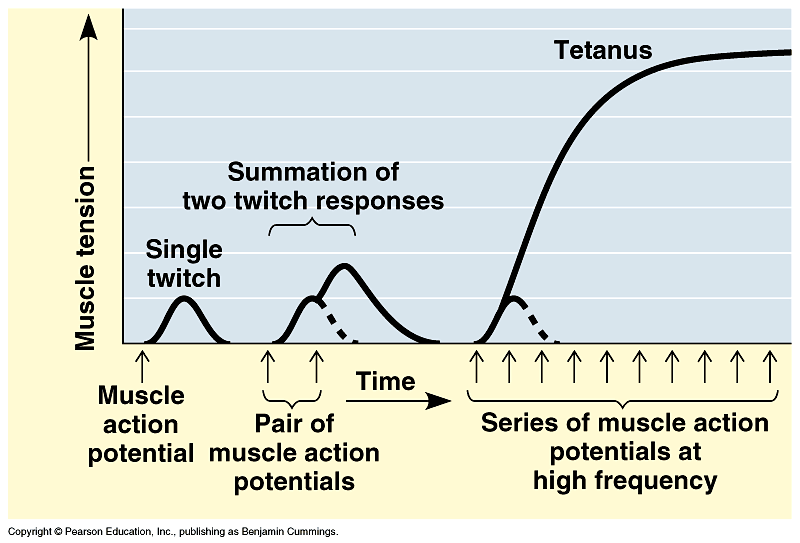 Tetanus
Summation of
two twitch responses
Single
twitch
Muscle tension
Muscle
action
potential
Pair of
muscle action
potentials
Time
Series of muscle action
potentials at
high frequency
Copyright © Pearson Education, Inc., publishing as Benjamin Cummings.